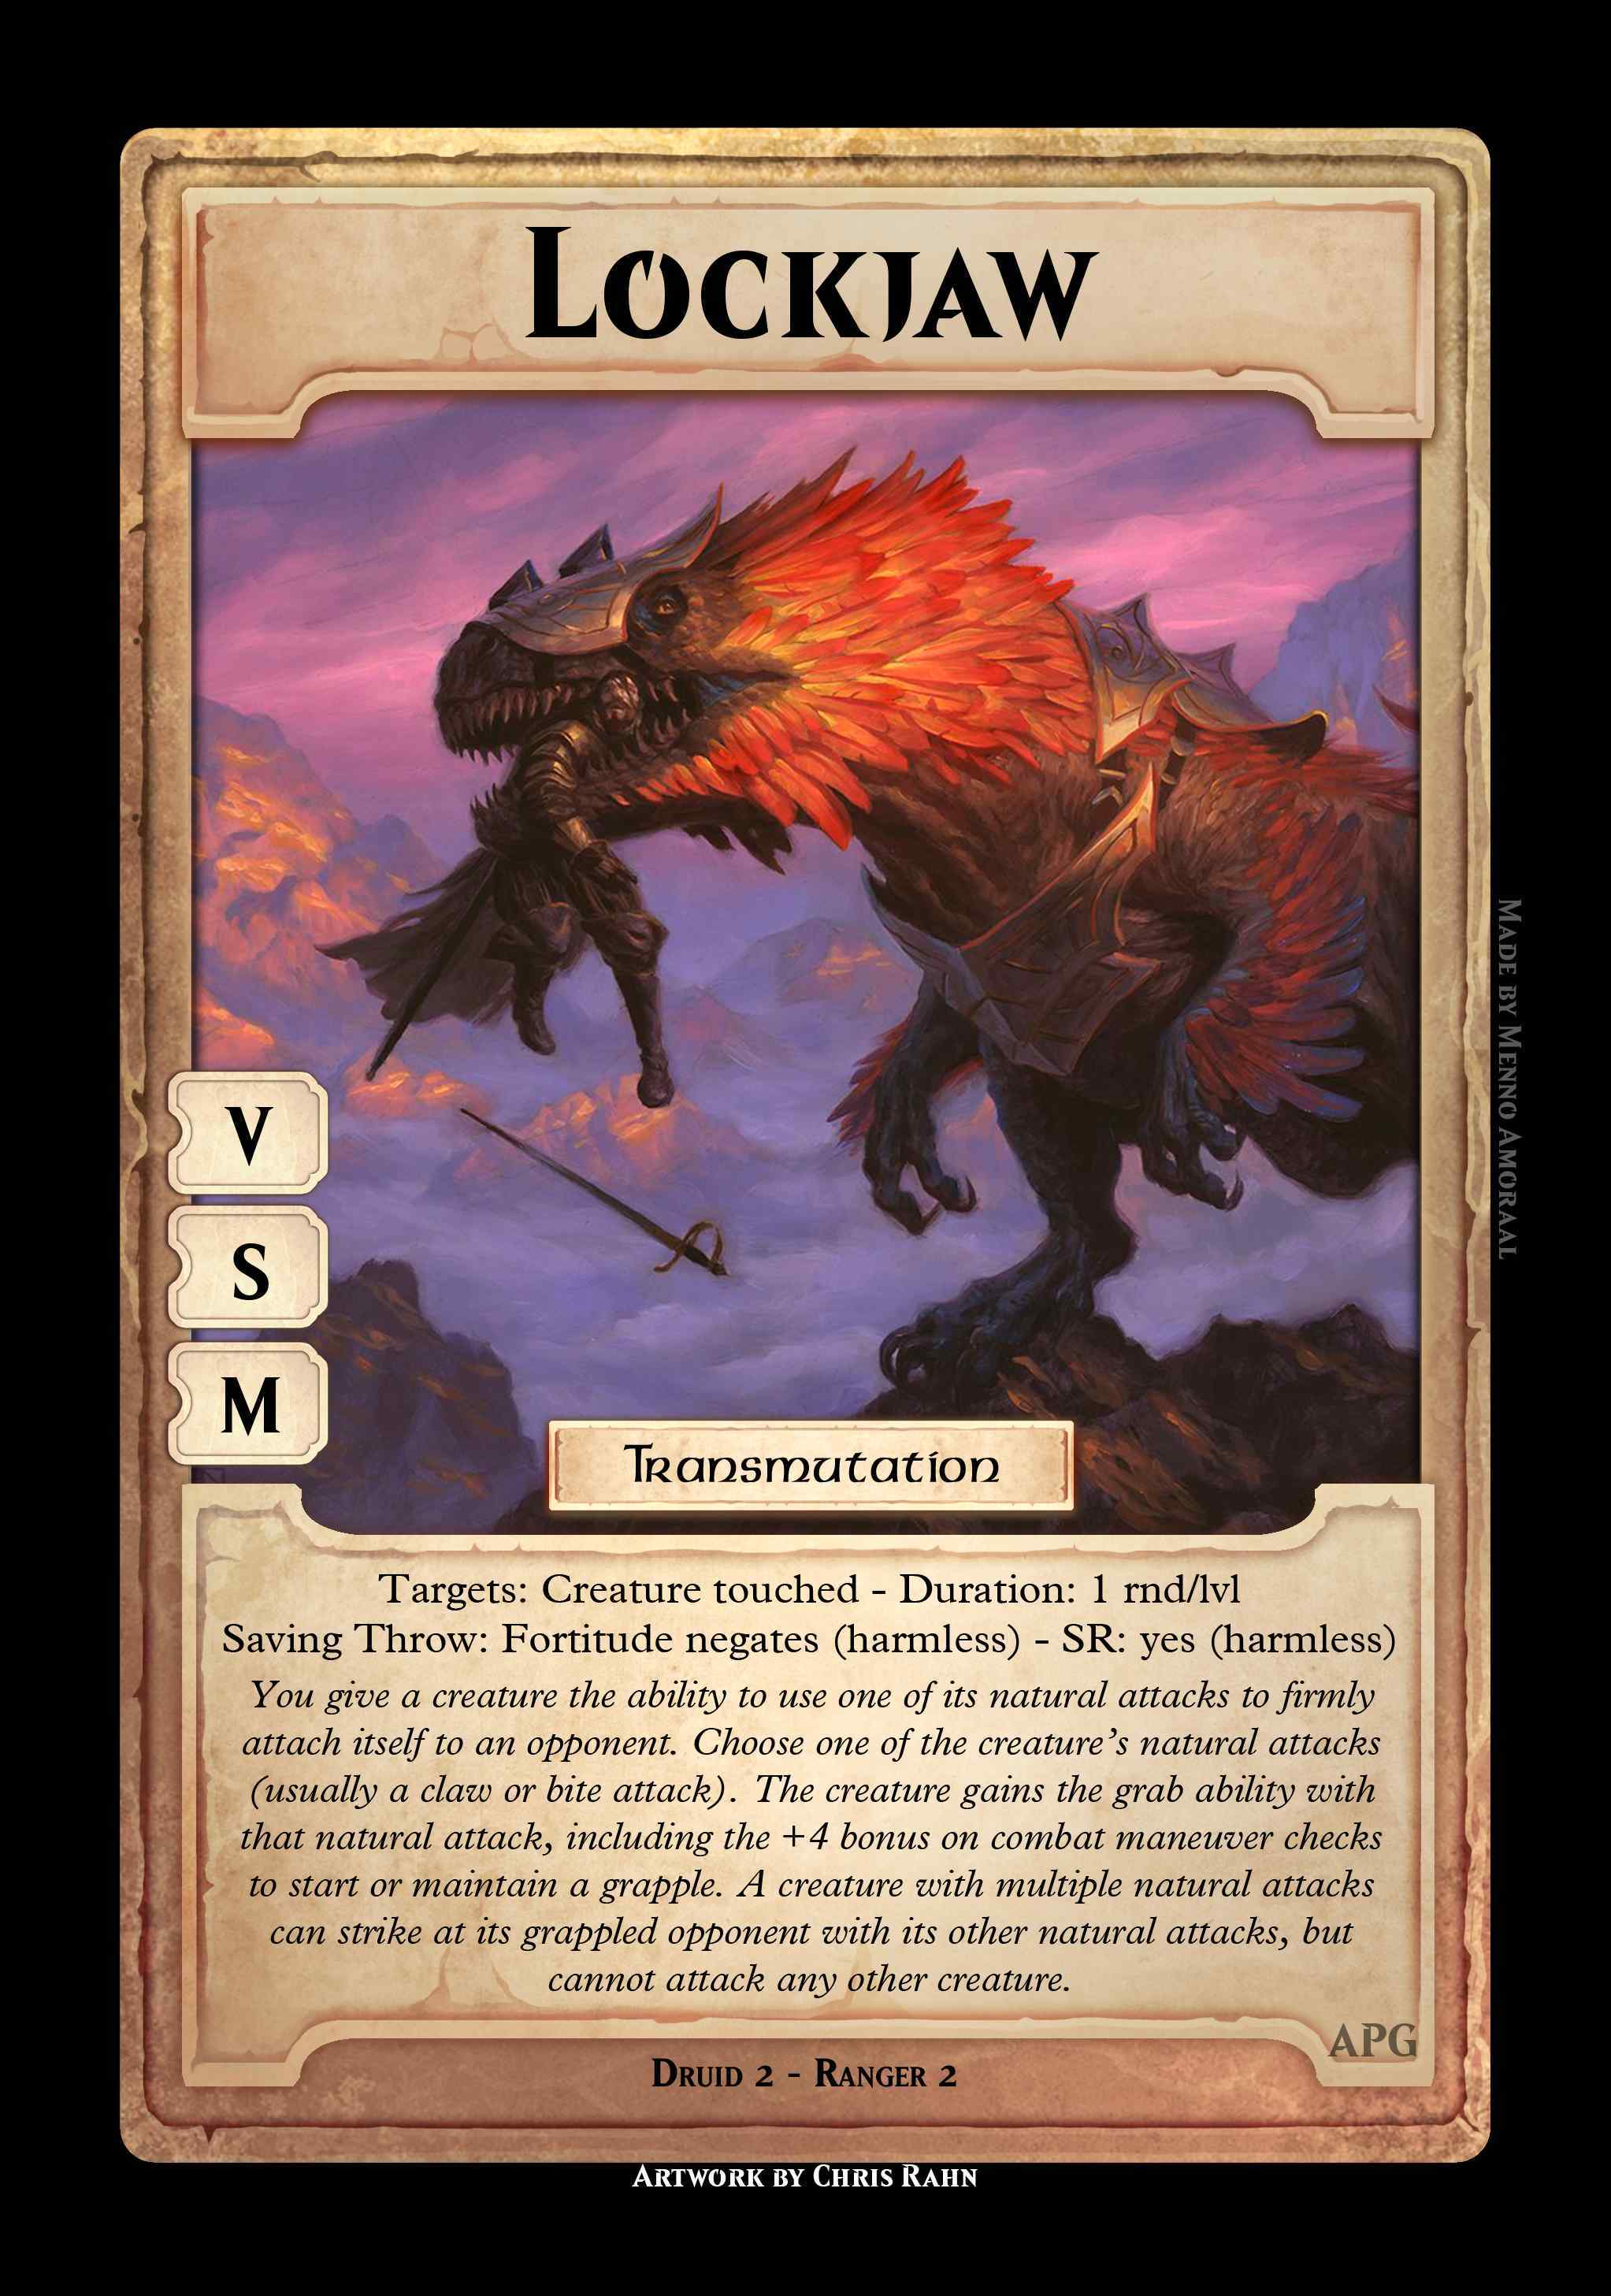 Lockjaw
V
S
M
Transmutation
Targets: Creature touched - Duration: 1 rnd/lvl
Saving Throw: Fortitude negates (harmless) - SR: yes (harmless)
You give a creature the ability to use one of its natural attacks to firmly
attach itself to an opponent. Choose one of the creature's natural attacks
(usually a claw or bite attack). The creature gains the grab ability with
that natural attack, including the +4 bonus on combat maneuver checks
to start or maintain a grapple. A creature with multiple natural attacks
can strike at its grappled opponent with its other natural attacks, but
cannot attack any other creature.
APG
Druid 2 - Ranger 2
Artwork by Chris Rahn
Made by Menno Amoraal